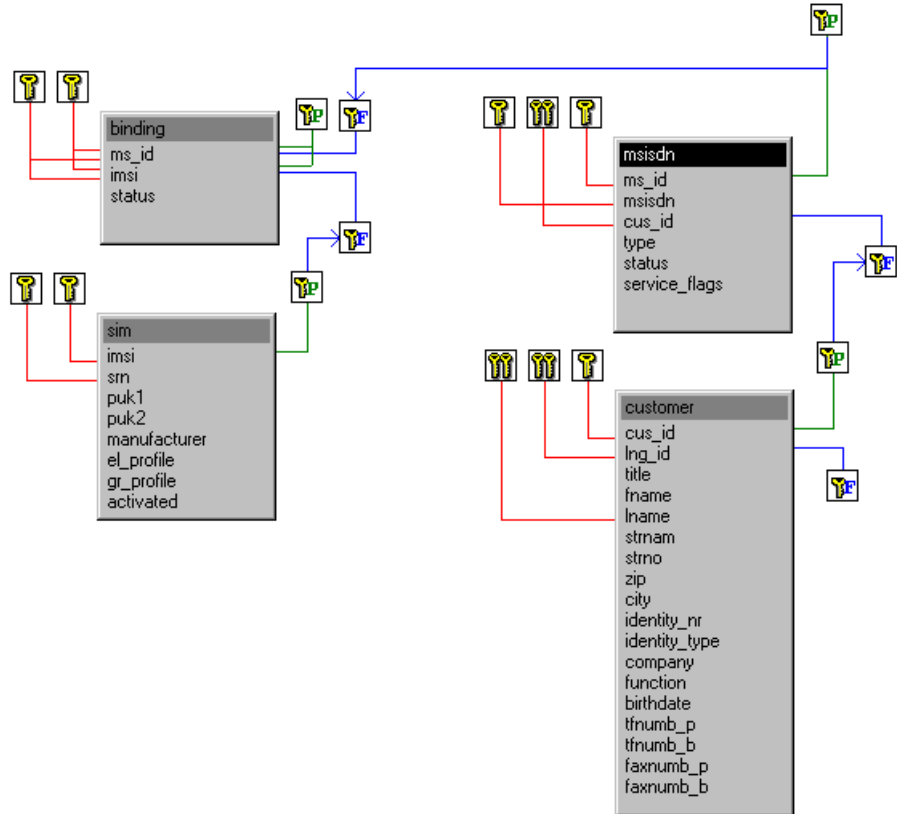 P
binding
ms_id
imsi
status
P
F
msisdn
ms_id
msisdn
cus_id
type
status
service_flags
F
F
P
sim
imsi
srn
puk1
puk2
manufacturer
el_profile
gr_profile
activated
P
customer
cus_id
lng_id
title
fname
lname
strnam
strno
zip
city
identity_nr
identity_type
company
function
birthdate
tfnumb_p
tfnumb_b
faxnumb_p
faxnumb_b
F